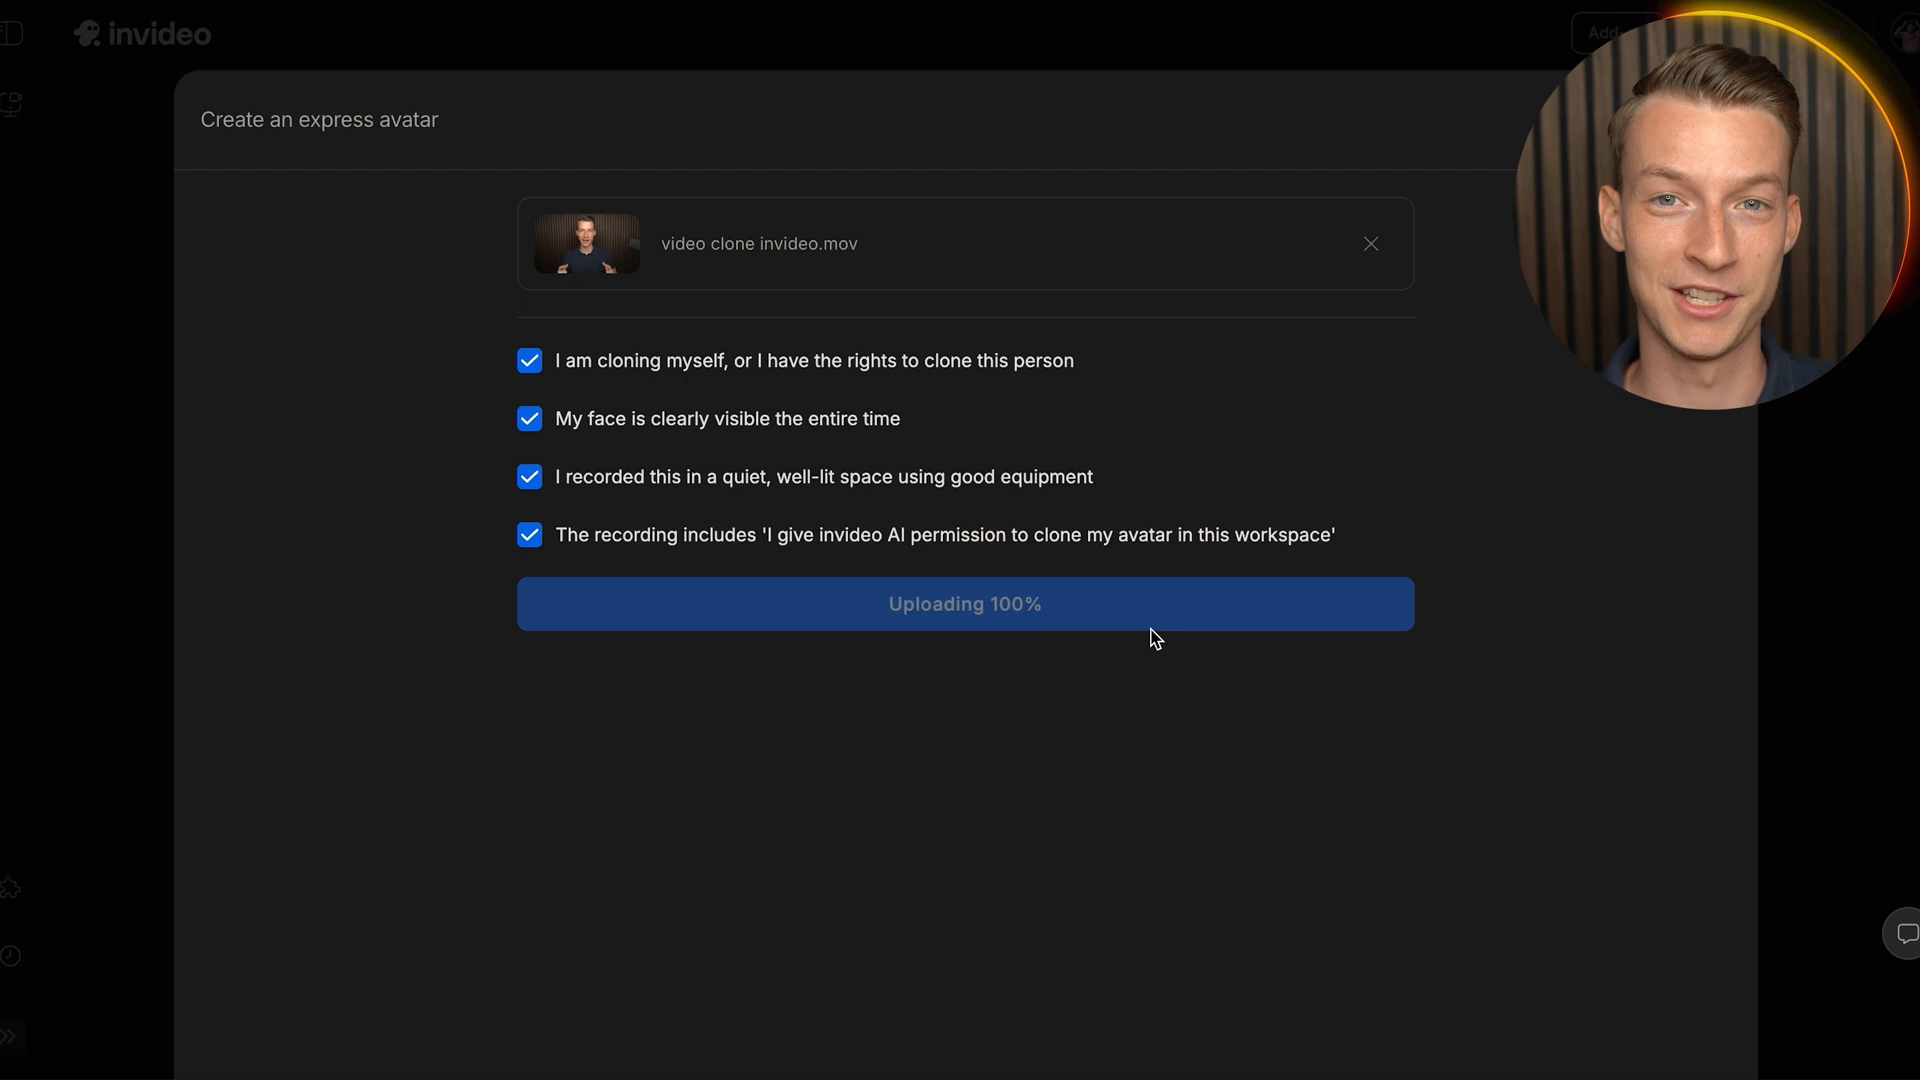 invideo
Add
Create an express avatar
video clone invideo.mov
I am cloning myself, or I have the rights to clone this person
My face is clearly visible the entire time
I recorded this in a quiet, well-lit space using good equipment
The recording includes 'I give invideo AI permission to clone my avatar in this workspace'
Uploading 100%